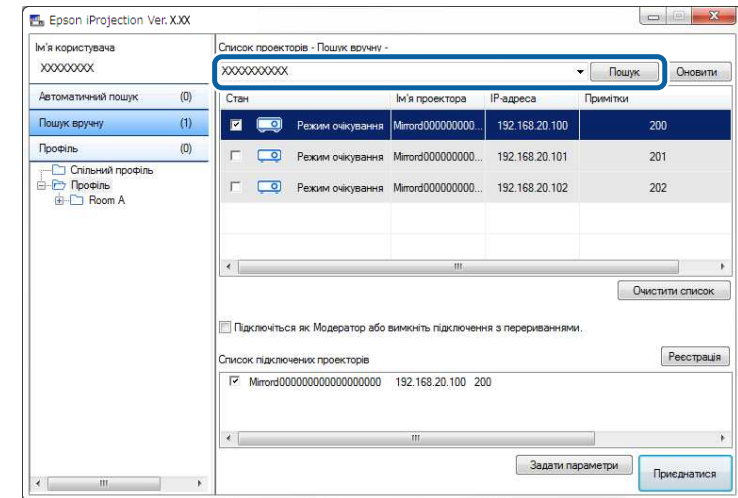 Epson iProjection Ver. X.XX
Ім'я користувача
XXXXXXXX
Автоматичний пошук (0)
Пошук вручну (1)
Профіль (0)
Спільний профіль
Профіль
Room A
Список проекторів - Пошук вручну -
XXXXXXXXXX Пошук Оновити
Стан Ім'я проектора IP-адреса Примітки
Режим очікування Mirrord000000000... 192.168.20.100 200
Режим очікування Mirrord000000000... 192.168.20.101 201
Режим очікування Mirrord000000000... 192.168.20.102 202
Очистити список
Підключіться як Модератор або вимкніть підключення з перериваннями.
Список підключених проекторів Реєстрація
Mirrord000000000000000000 192.168.20.100 200
Задати параметри Приєднатися